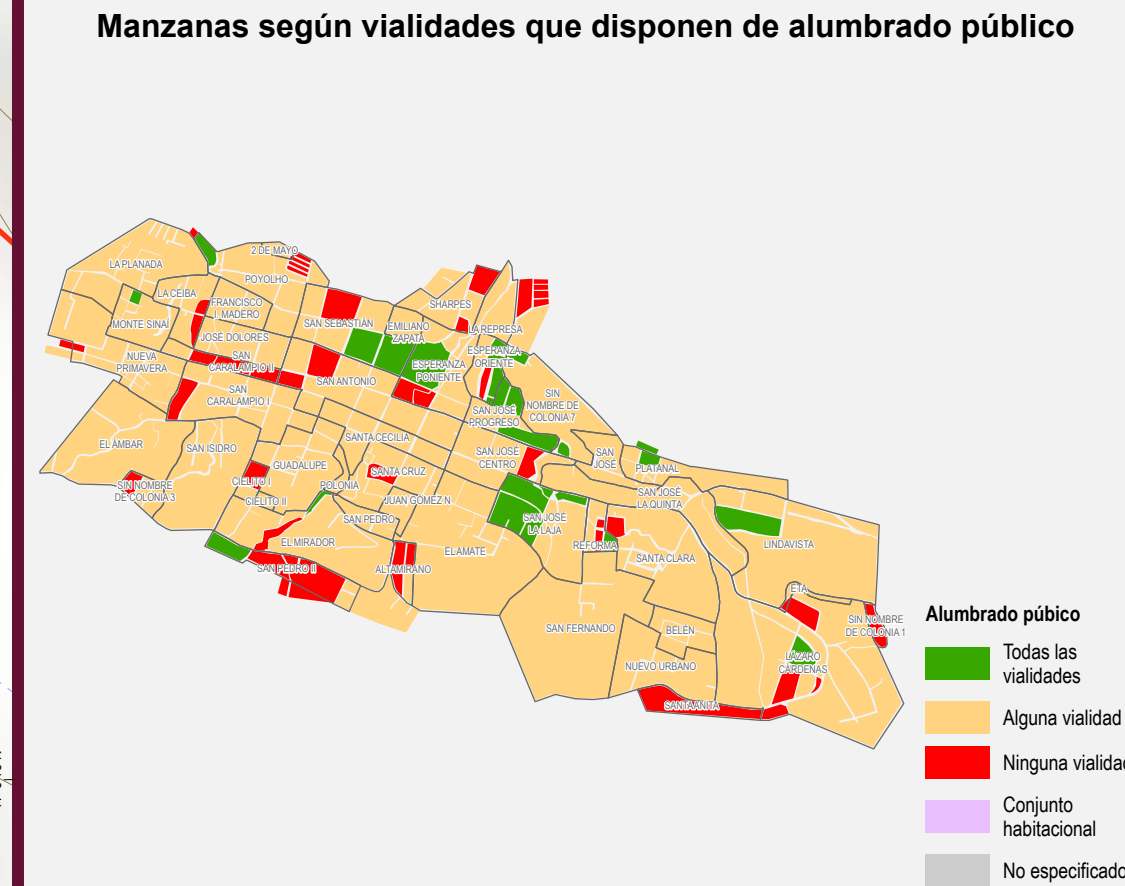 Manzanas según vialidades que disponen de alumbrado público
2 DE MAYO
LA PLANADA
POYOLHO
LA CEIBA
FRANCISCO
I. MADERO
SHARPES
MONTE SINAÍ
SAN SEBASTIÁN
EMILIANO
ZAPATA
LA REPRESA
JOSÉ DOLORES
NUEVA
PRIMAVERA
SAN
CARALAMPIO II
ESPERANZA
ORIENTE
ESPERANZA
PONIENTE
SAN ANTONIO
SAN
CARALAMPIO I
SIN
NOMBRE DE
COLONIA 7
SAN JOSÉ
PROGRESO
EL ÁMBAR
SAN ISIDRO
SANTA CECILIA
SAN JOSÉ
CENTRO
SAN
JOSÉ
GUADALUPE
SANTA CRUZ
PLATANAL
SIN NOMBRE
DE COLONIA 3
CIELITO I
POLONIA
CIELITO II
JUAN GÓMEZ N
SAN JOSÉ
LA QUINTA
SAN PEDRO
SAN JOSÉ
LA LAJA
EL MIRADOR
EL AMATE
REFORMA
SANTA CLARA
LINDAVISTA
SAN PEDRO II
ALTAMIRANO
ETA
SAN FERNANDO
BELÉN
SIN NOMBRE
DE COLONIA 1
NUEVO URBANO
LÁZARO
CÁRDENAS
SANTA ANITA
Alumbrado púbico
Todas las
vialidades
Alguna vialidad
Ninguna vialidad
Conjunto
habitacional
No especificado